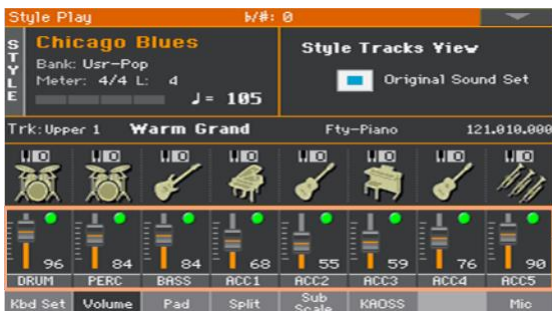 Style Play ♭/#: 0
STYLE
Chicago Blues
Bank: Usr-Pop
Meter: 4/4 L: 4
♩= 105
Style Tracks View
Original Sound Set
Trk:Upper 1 Warm Grand Fty-Piano 121.010.000
96 84 84 68 55 59 76 90
DRUM PERC BASS ACC1 ACC2 ACC3 ACC4 ACC5
Kbd Set Volume Pad Split Sub Scale KAOSS Mic